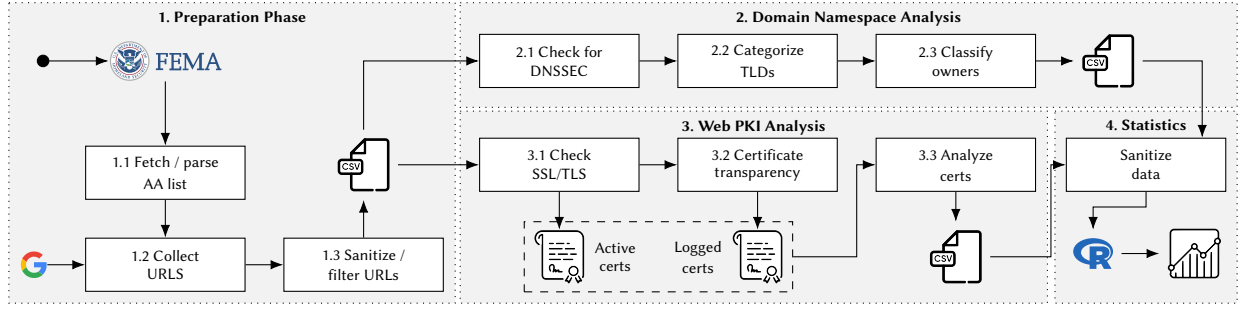 1. Preparation Phase
FEMA
1.1 Fetch / parse
AA list
1.2 Collect
URLS
1.3 Sanitize /
filter URLs
CSV
2. Domain Namespace Analysis
2.1 Check for
DNSSEC
2.2 Categorize
TLDs
2.3 Classify
owners
CSV
3. Web PKI Analysis
3.1 Check
SSL/TLS
3.2 Certificate
transparency
3.3 Analyze
certs
Active
certs
Logged
certs
CSV
4. Statistics
Sanitize
data
R